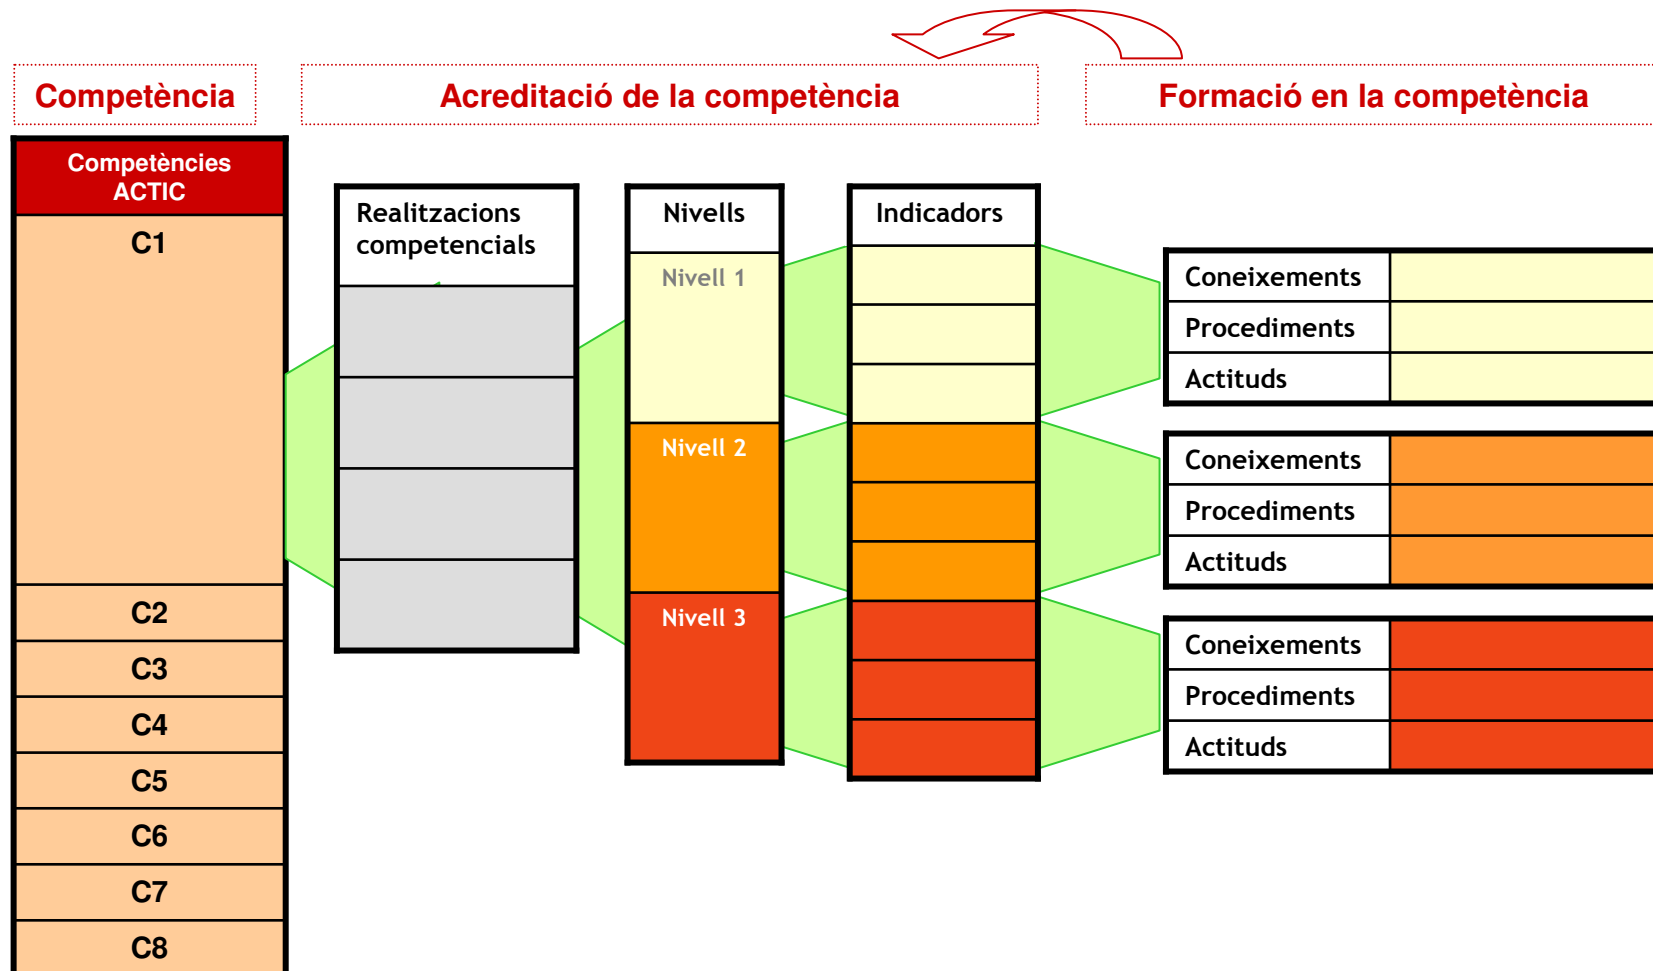 Competència
Acreditació de la competència
Formació en la competència
Competències
ACTIC
C1
C2
C3
C4
C5
C6
C7
C8
Realitzacions
competencials
Nivells
Nivell 1
Nivell 2
Nivell 3
Indicadors
Coneixements
Procediments
Actituds
Coneixements
Procediments
Actituds
Coneixements
Procediments
Actituds